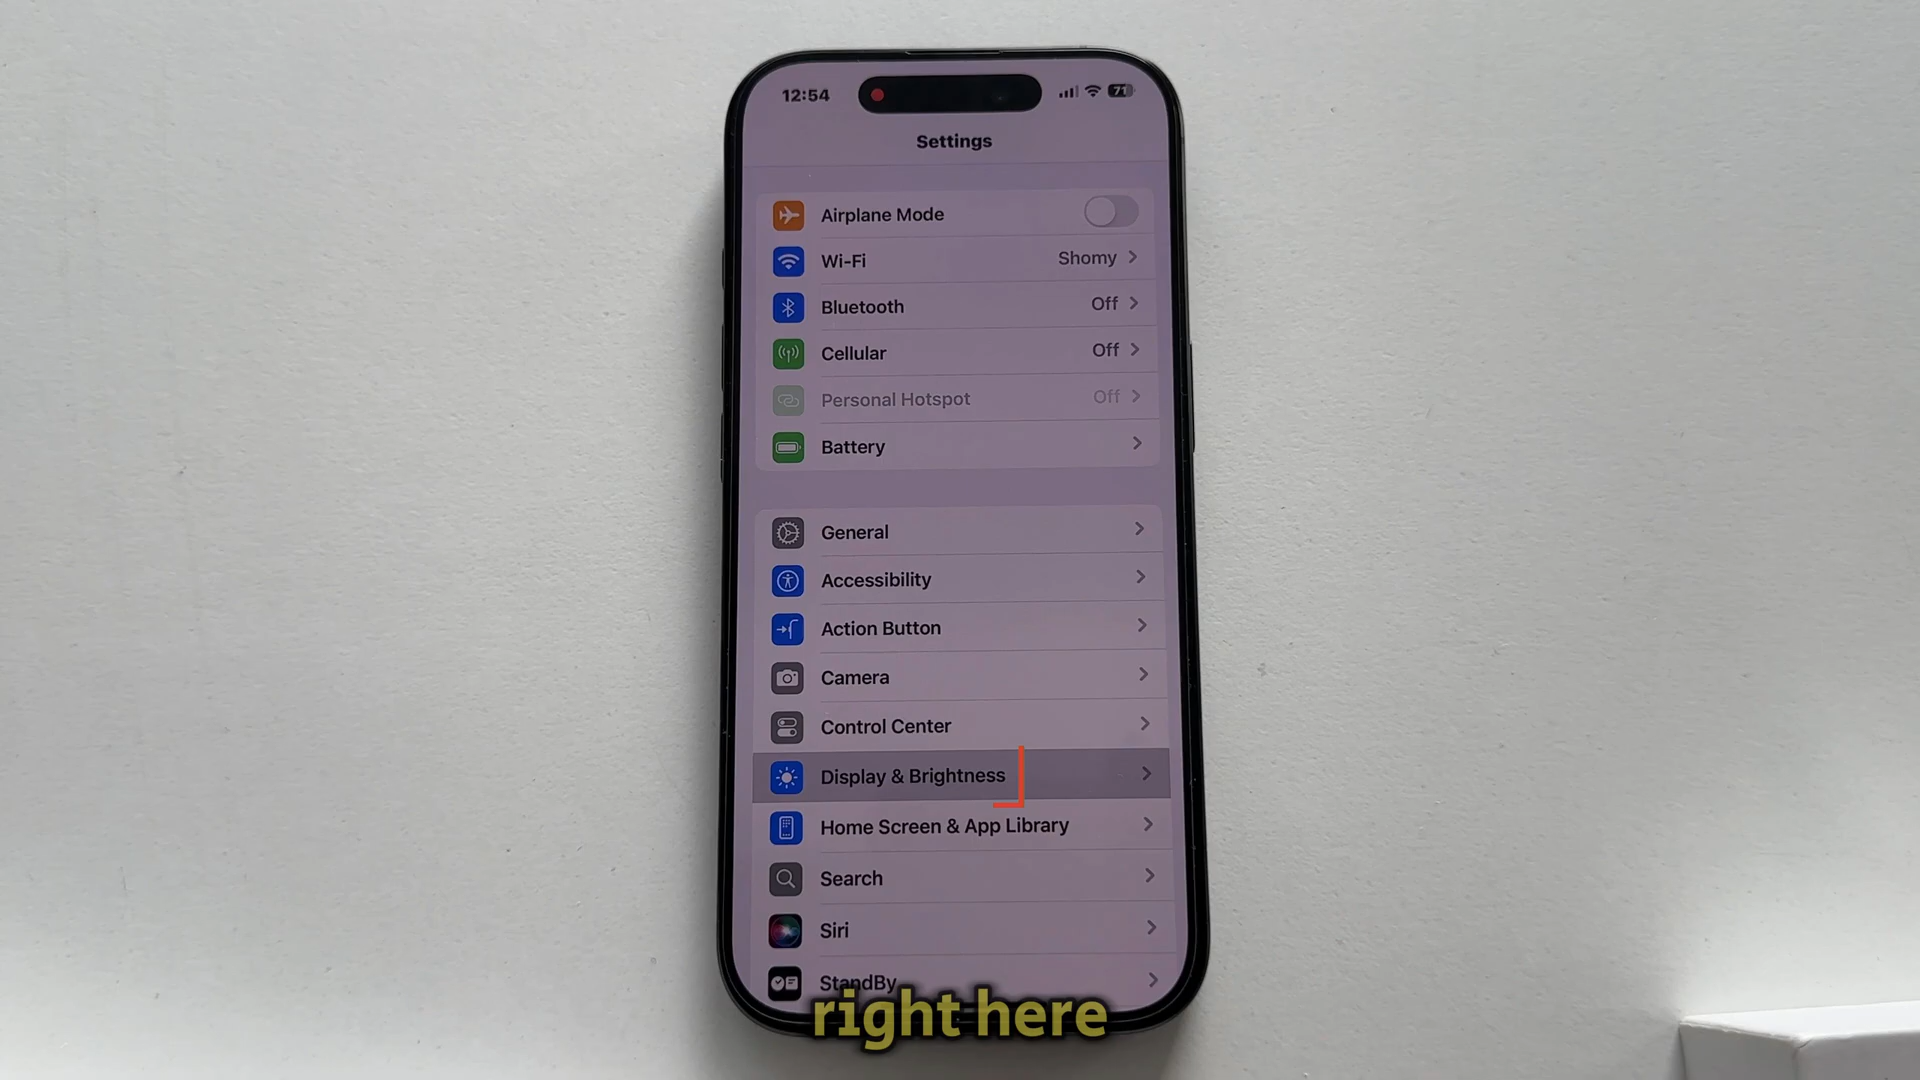 12:54
71
Settings
Airplane Mode
Wi-Fi Shomy
Bluetooth Off
Cellular Off
Personal Hotspot Off
Battery
General
Accessibility
Action Button
Camera
Control Center
Display & Brightness
Home Screen & App Library
Search
Siri
StandBy
right here